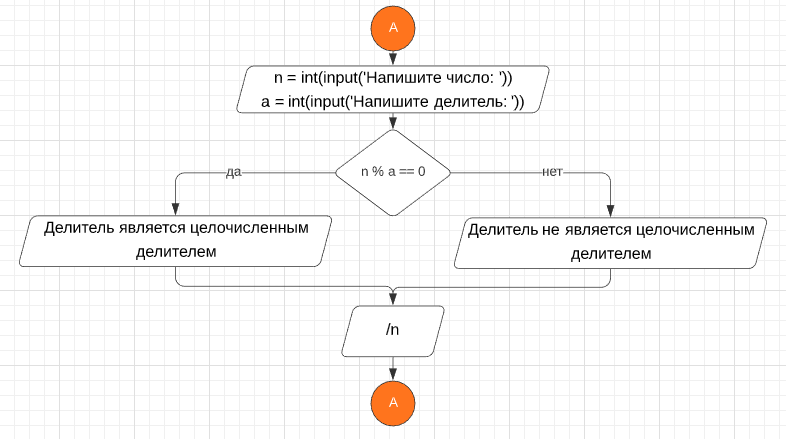 A
n = int(input('Напишите число: '))
a = int(input('Напишите делитель: '))
n % a == 0
да
нет
Делитель является целочисленным
делителем
Делитель не является целочисленным
делителем
/n
A